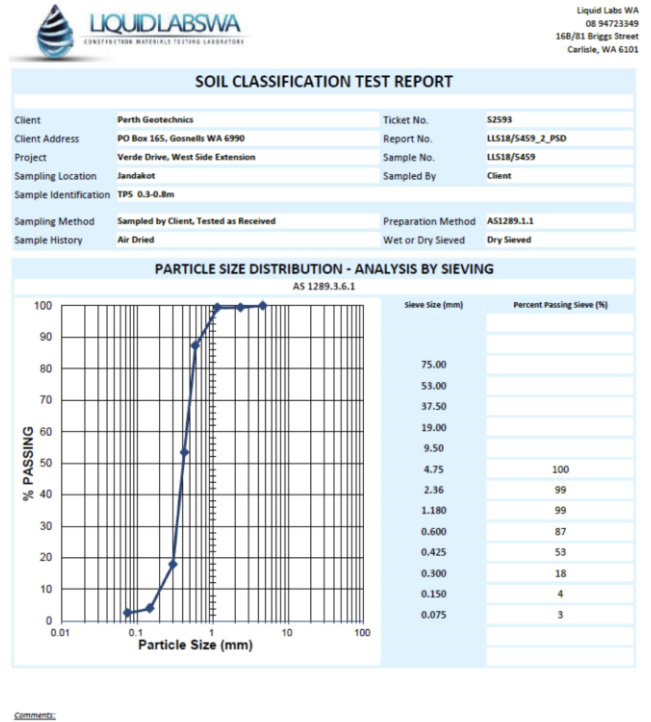 LIQUIDLABSWA
CONSTRUCTION MATERIALS TESTING LABORATORY
Liquid Labs WA
08 94723349
16B/81 Briggs Street
Carlisle, WA 6101
SOIL CLASSIFICATION TEST REPORT
Client Perth Geotechnics Ticket No. S2593
Client Address PO Box 165, Gosnells WA 6990 Report No. LLS18/5459_2_PSD
Project Verde Drive, West Side Extension Sample No. LLS18/5459
Sampling Location Jandakot Sampled By Client
Sample Identification TP5 0.3-0.8m
Sampling Method Sampled by Client, Tested as Received Preparation Method AS1289.1.1
Sample History Air Dried Wet or Dry Sieved Dry Sieved
PARTICLE SIZE DISTRIBUTION - ANALYSIS BY SIEVING
AS 1289.3.6.1
% PASSING
100
90
80
70
60
50
40
30
20
10
0
0.01 0.1 1 10 100
Particle Size (mm)
Sieve Size (mm) Percent Passing Sieve (%)
75.00
53.00
37.50
19.00
9.50
4.75 100
2.36 99
1.180 99
0.600 87
0.425 53
0.300 18
0.150 4
0.075 3
Comments: